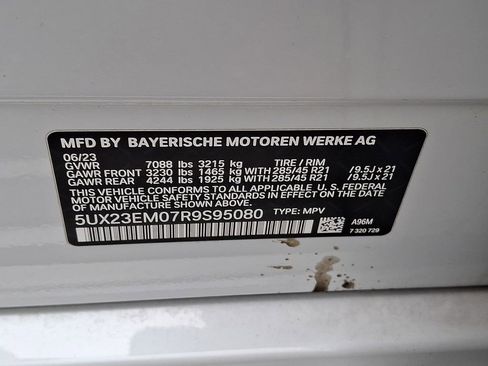 MFD BY BAYERISCHE MOTOREN WERKE AG
06/23
GVWR 7088 lbs 3215 kg TIRE / RIM
GAWR FRONT 3230 lbs 1465 kg WITH 285/45 R21 /9.5J x 21
GAWR REAR 4244 lbs 1925 kg WITH 285/45 R21 /9.5J x 21
THIS VEHICLE CONFORMS TO ALL APPLICABLE U. S. FEDERAL
MOTOR VEHICLE SAFETY STANDARDS IN EFFECT ON THE
DATE OF MANUFACTURE SHOWN ABOVE.
5UX23EM07R9S95080 TYPE: MPV A96M
7 320 729